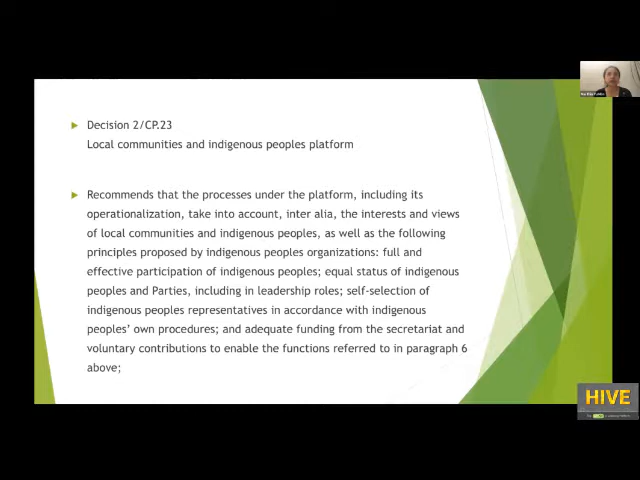 Decision 2/CP.23
Local communities and indigenous peoples platform
Recommends that the processes under the platform, including its
operationalization, take into account, inter alia, the interests and views
of local communities and indigenous peoples, as well as the following
principles proposed by indigenous peoples organizations: full and
effective participation of indigenous peoples; equal status of indigenous
peoples and Parties, including in leadership roles; self-selection of
indigenous peoples representatives in accordance with indigenous
peoples’ own procedures; and adequate funding from the secretariat and
voluntary contributions to enable the functions referred to in paragraph 6
above;
HIVE